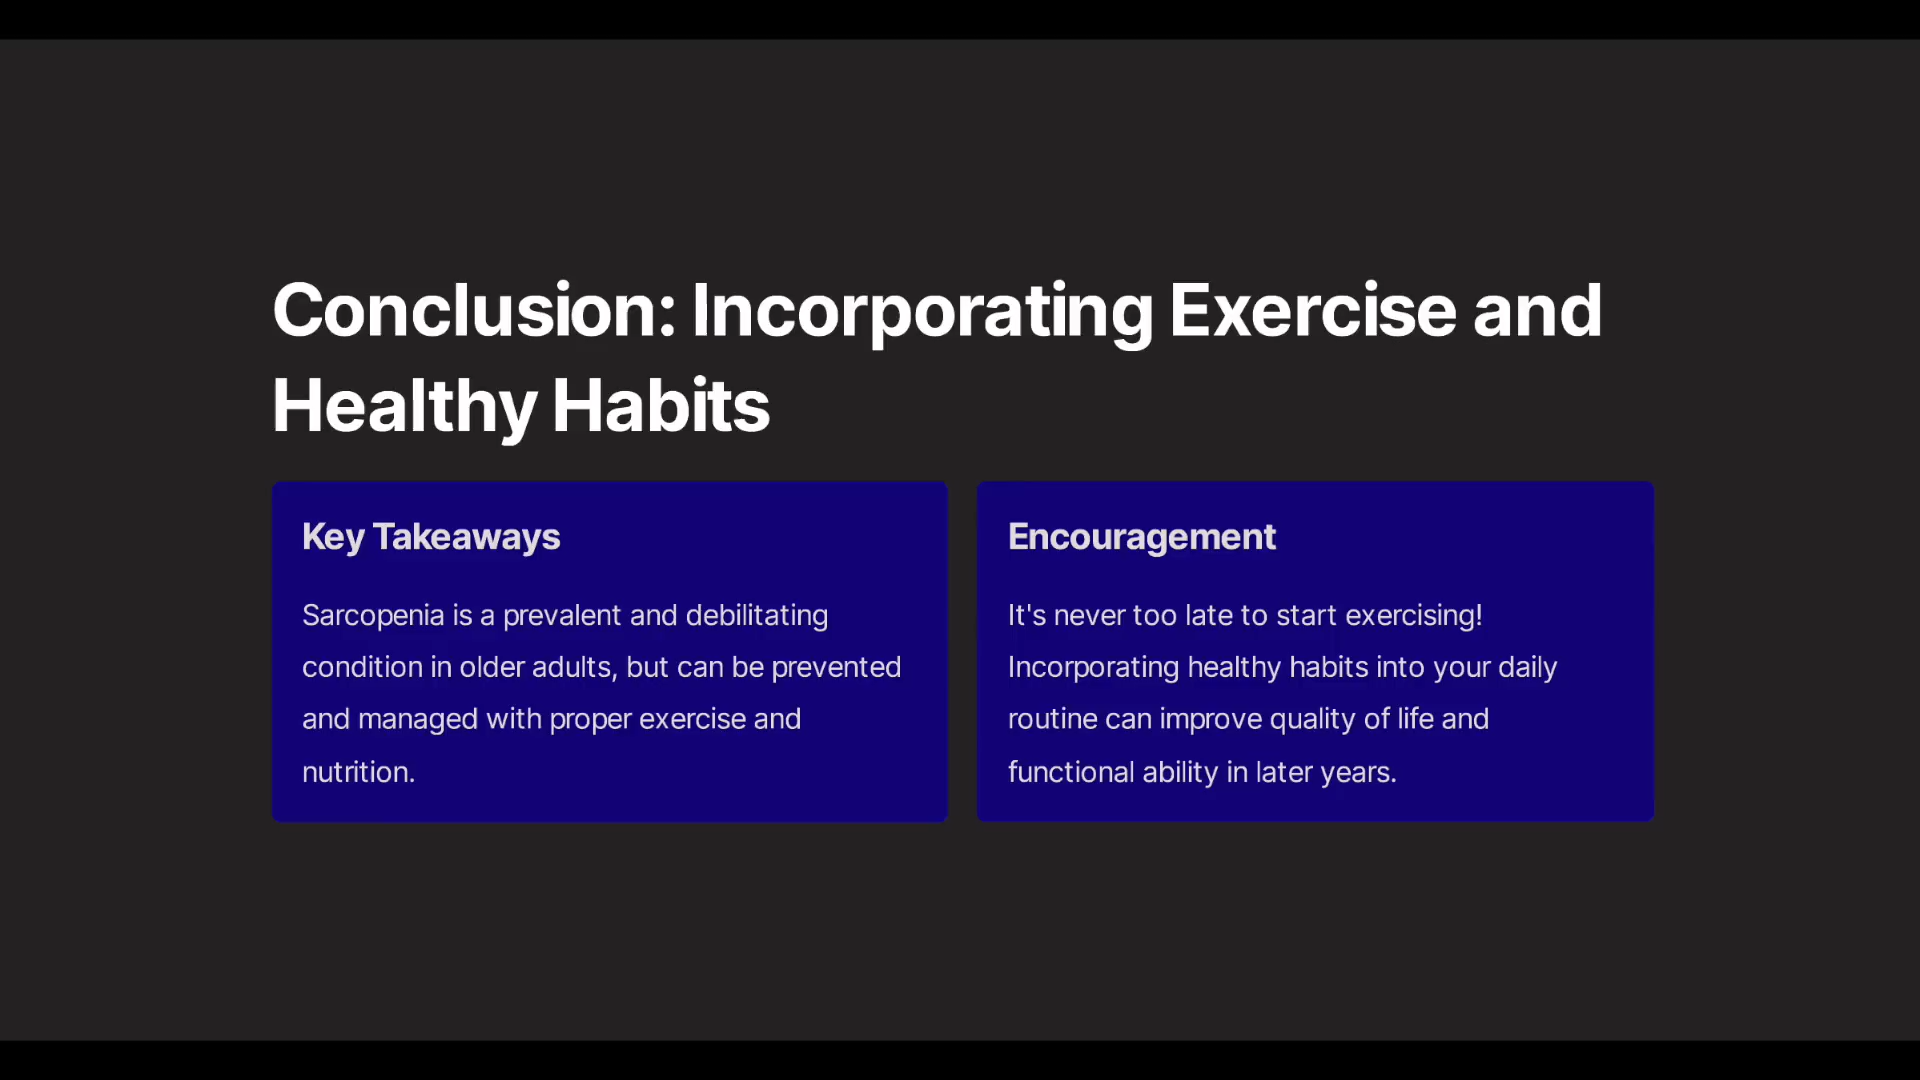 Conclusion: Incorporating Exercise and
Healthy Habits
Key Takeaways
Sarcopenia is a prevalent and debilitating
condition in older adults, but can be prevented
and managed with proper exercise and
nutrition.
Encouragement
It's never too late to start exercising!
Incorporating healthy habits into your daily
routine can improve quality of life and
functional ability in later years.